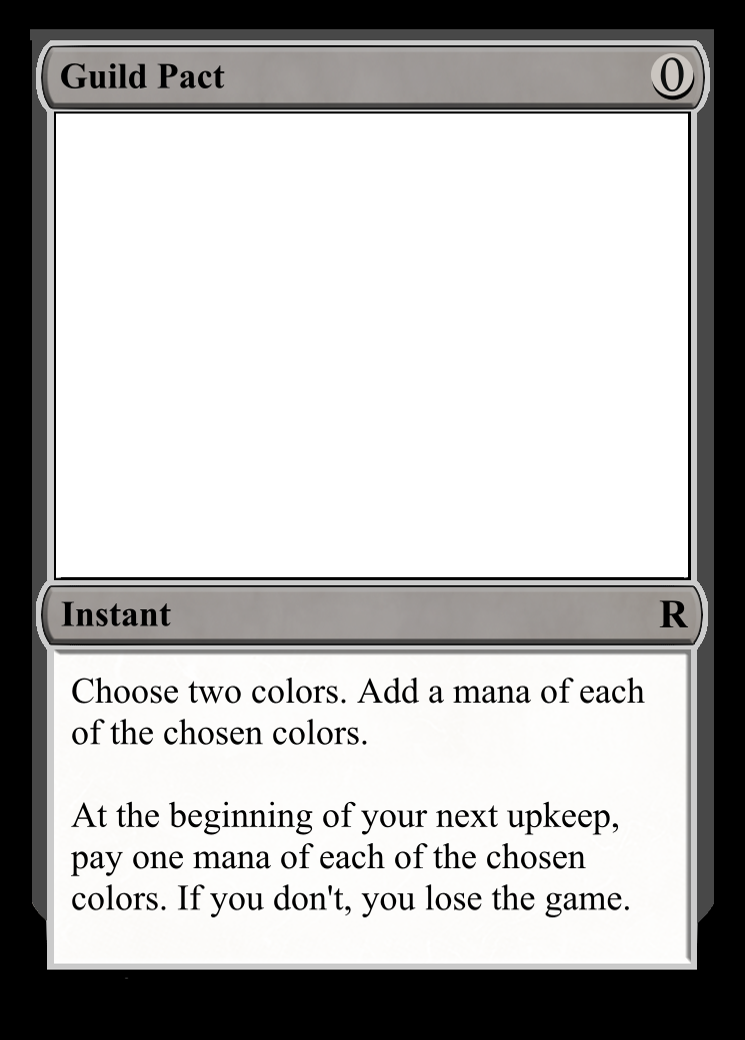 Guild Pact 0
Instant R
Choose two colors. Add a mana of each
of the chosen colors.
At the beginning of your next upkeep,
pay one mana of each of the chosen
colors. If you don't, you lose the game.